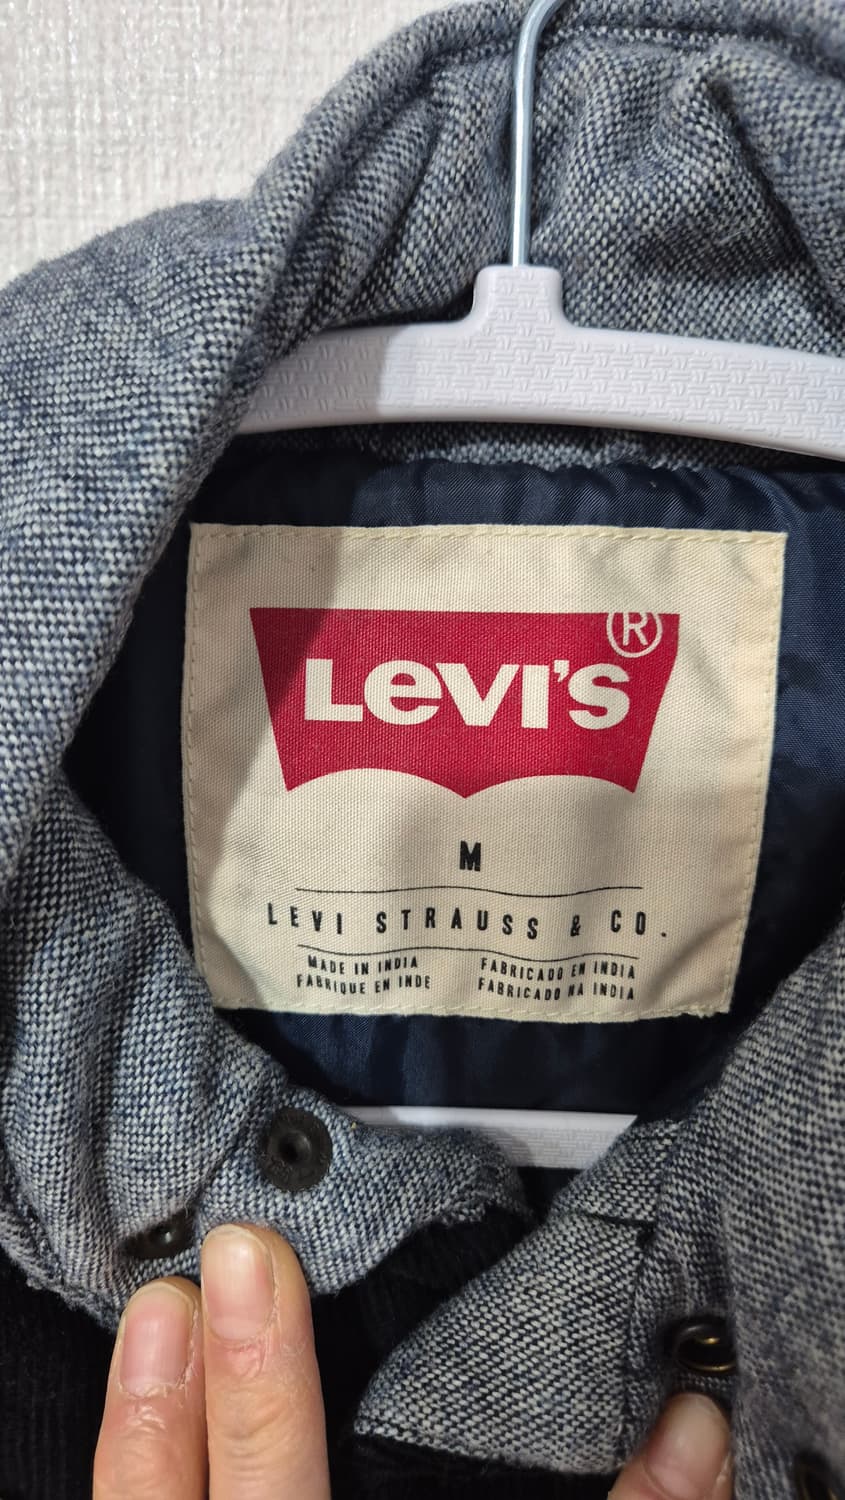 Levi's®
M
LEVI STRAUSS & CO.
MADE IN INDIA
FABRIQUE EN INDE
FABRICADO EN INDIA
FABRICADO NA INDIA